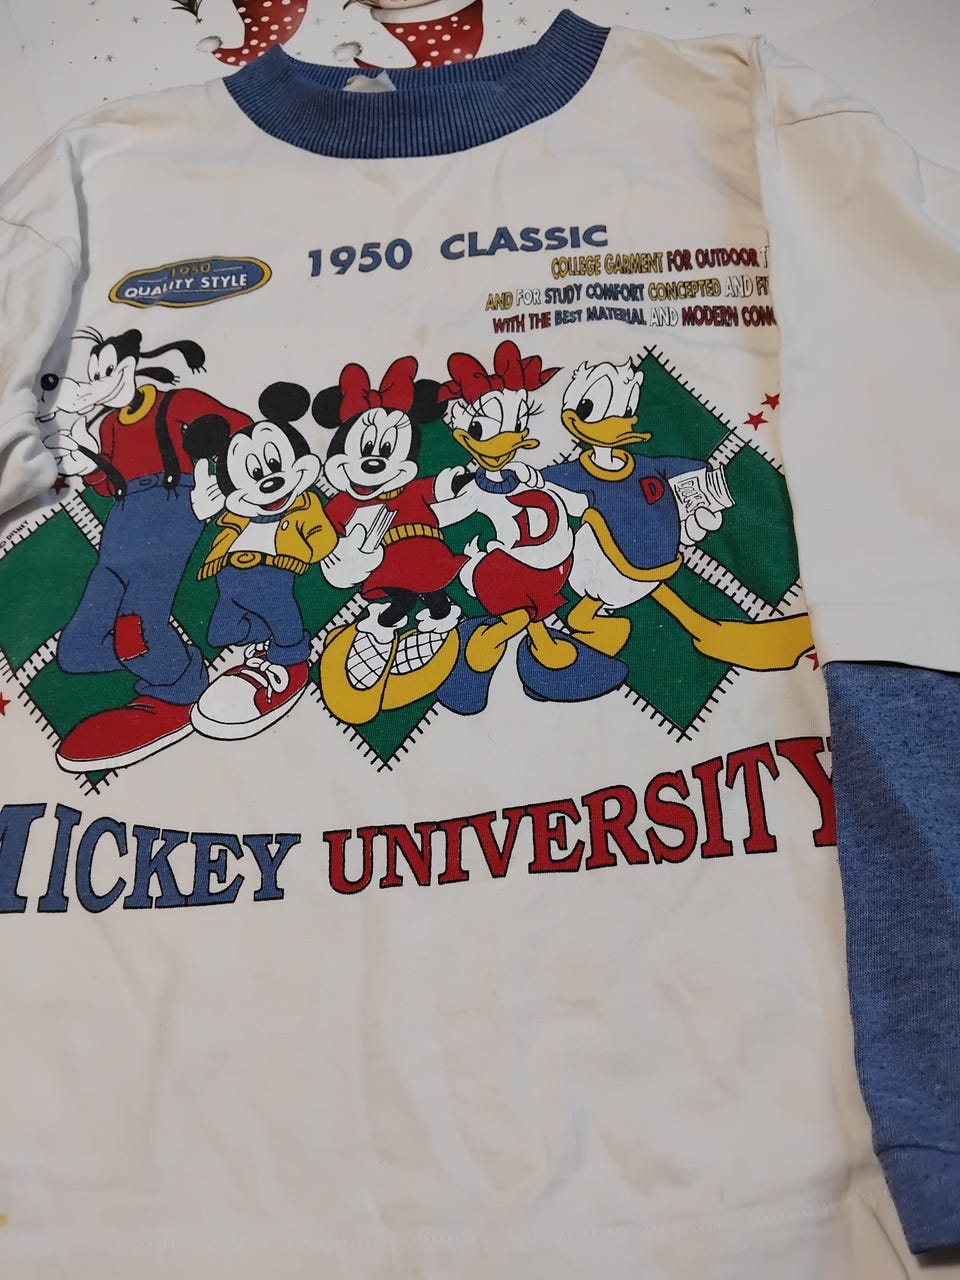 1950 CLASSIC
1950
QUALITY STYLE
COLLEGE GARMENT FOR OUTDOOR
AND FOR STUDY COMFORT CONCEPTED AND
WITH THE BEST MATERIAL AND MODERN
D
D
© DISNEY
MICKEY UNIVERSITY